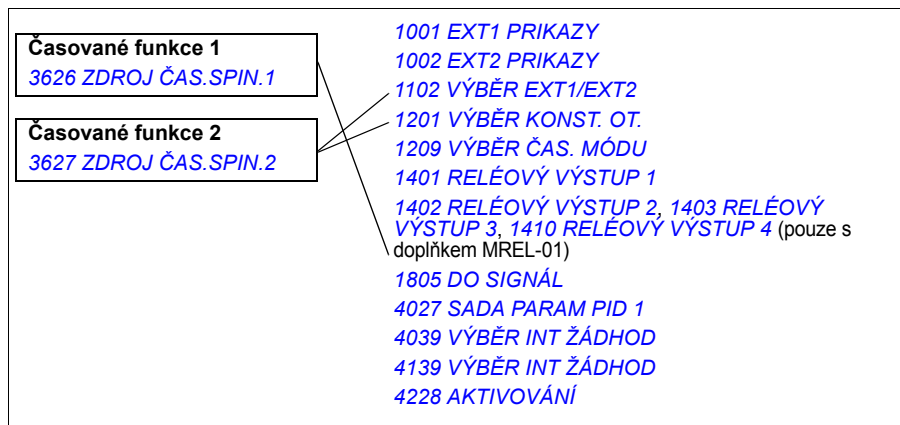 Časované funkce 1
3626 ZDROJ ČAS.SPIN.1
Časované funkce 2
3627 ZDROJ ČAS.SPIN.2
1001 EXT1 PRIKAZY
1002 EXT2 PRIKAZY
1102 VÝBĚR EXT1/EXT2
1201 VÝBĚR KONST. OT.
1209 VÝBĚR ČAS. MÓDU
1401 RELÉOVÝ VÝSTUP 1
1402 RELÉOVÝ VÝSTUP 2, 1403 RELÉOVÝ
VÝSTUP 3, 1410 RELÉOVÝ VÝSTUP 4 (pouze s
doplňkem MREL-01)
1805 DO SIGNÁL
4027 SADA PARAM PID 1
4039 VÝBĚR INT ŽÁDHOD
4139 VÝBĚR INT ŽÁDHOD
4228 AKTIVOVÁNÍ